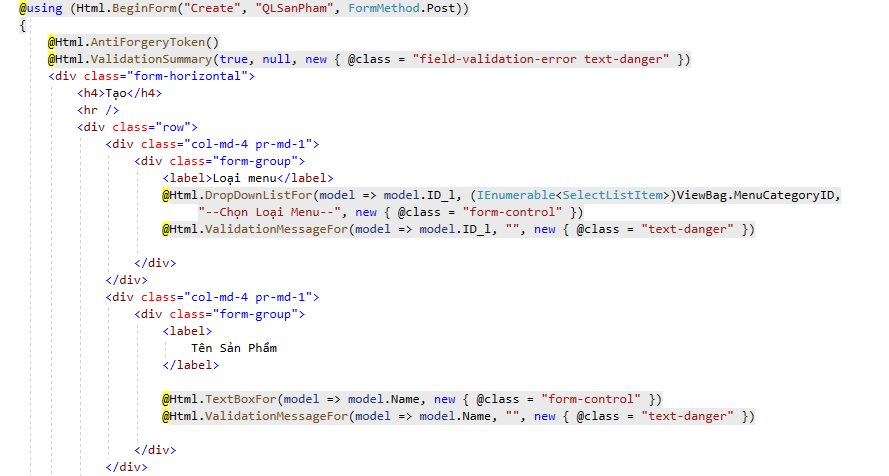 @using (Html.BeginForm("Create", "QLSanPham", FormMethod.Post))
{
@Html.AntiForgeryToken()
@Html.ValidationSummary(true, null, new { @class = "field-validation-error text-danger" })
<div class="form-horizontal">
<h4>Tạo</h4>
<hr />
<div class="row">
<div class="col-md-4 pr-md-1">
<div class="form-group">
<label>Loại menu</label>
@Html.DropDownListFor(model => model.ID_l, (IEnumerable<SelectListItem>)ViewBag.MenuCategoryID,
"--Chọn Loại Menu--", new { @class = "form-control" })
@Html.ValidationMessageFor(model => model.ID_l, "", new { @class = "text-danger" })
</div>
</div>
<div class="col-md-4 pr-md-1">
<div class="form-group">
<label>
Tên Sản Phẩm
</label>
@Html.TextBoxFor(model => model.Name, new { @class = "form-control" })
@Html.ValidationMessageFor(model => model.Name, "", new { @class = "text-danger" })
</div>
</div>